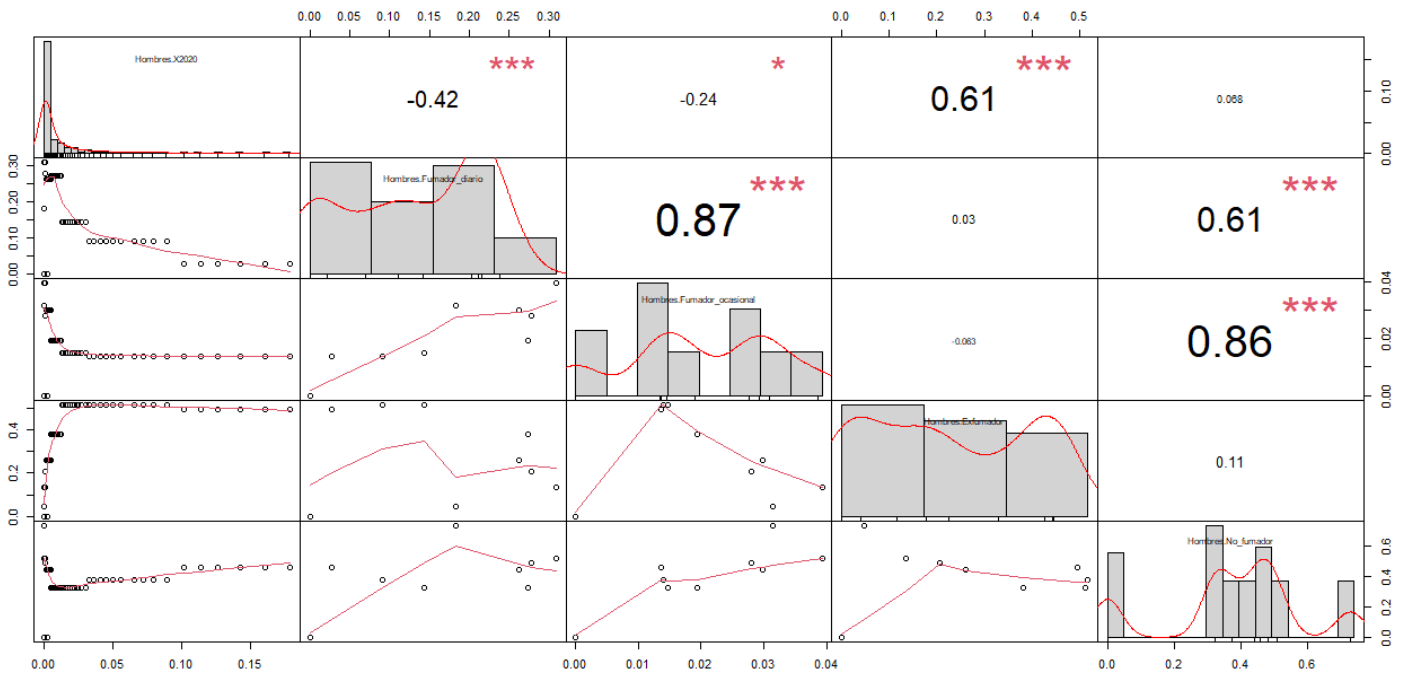 0.00 0.05 0.10 0.15 0.20 0.25 0.30
0.0 0.1 0.2 0.3 0.4 0.5
Hombres.X2020
***
-0.42
*
-0.24
***
0.61
0.068
0.00 0.10
0.00 0.10 0.20 0.30
Hombres.Fumador_diario
***
0.87
0.03
***
0.61
Hombres.Fumador_ocasional
-0.063
***
0.86
0.00 0.02 0.04
0.0 0.2 0.4
Hombres.Exfumador
0.11
Hombres.No_fumador
0.0 0.2 0.4 0.6
0.00 0.05 0.10 0.15
0.00 0.01 0.02 0.03 0.04
0.0 0.2 0.4 0.6